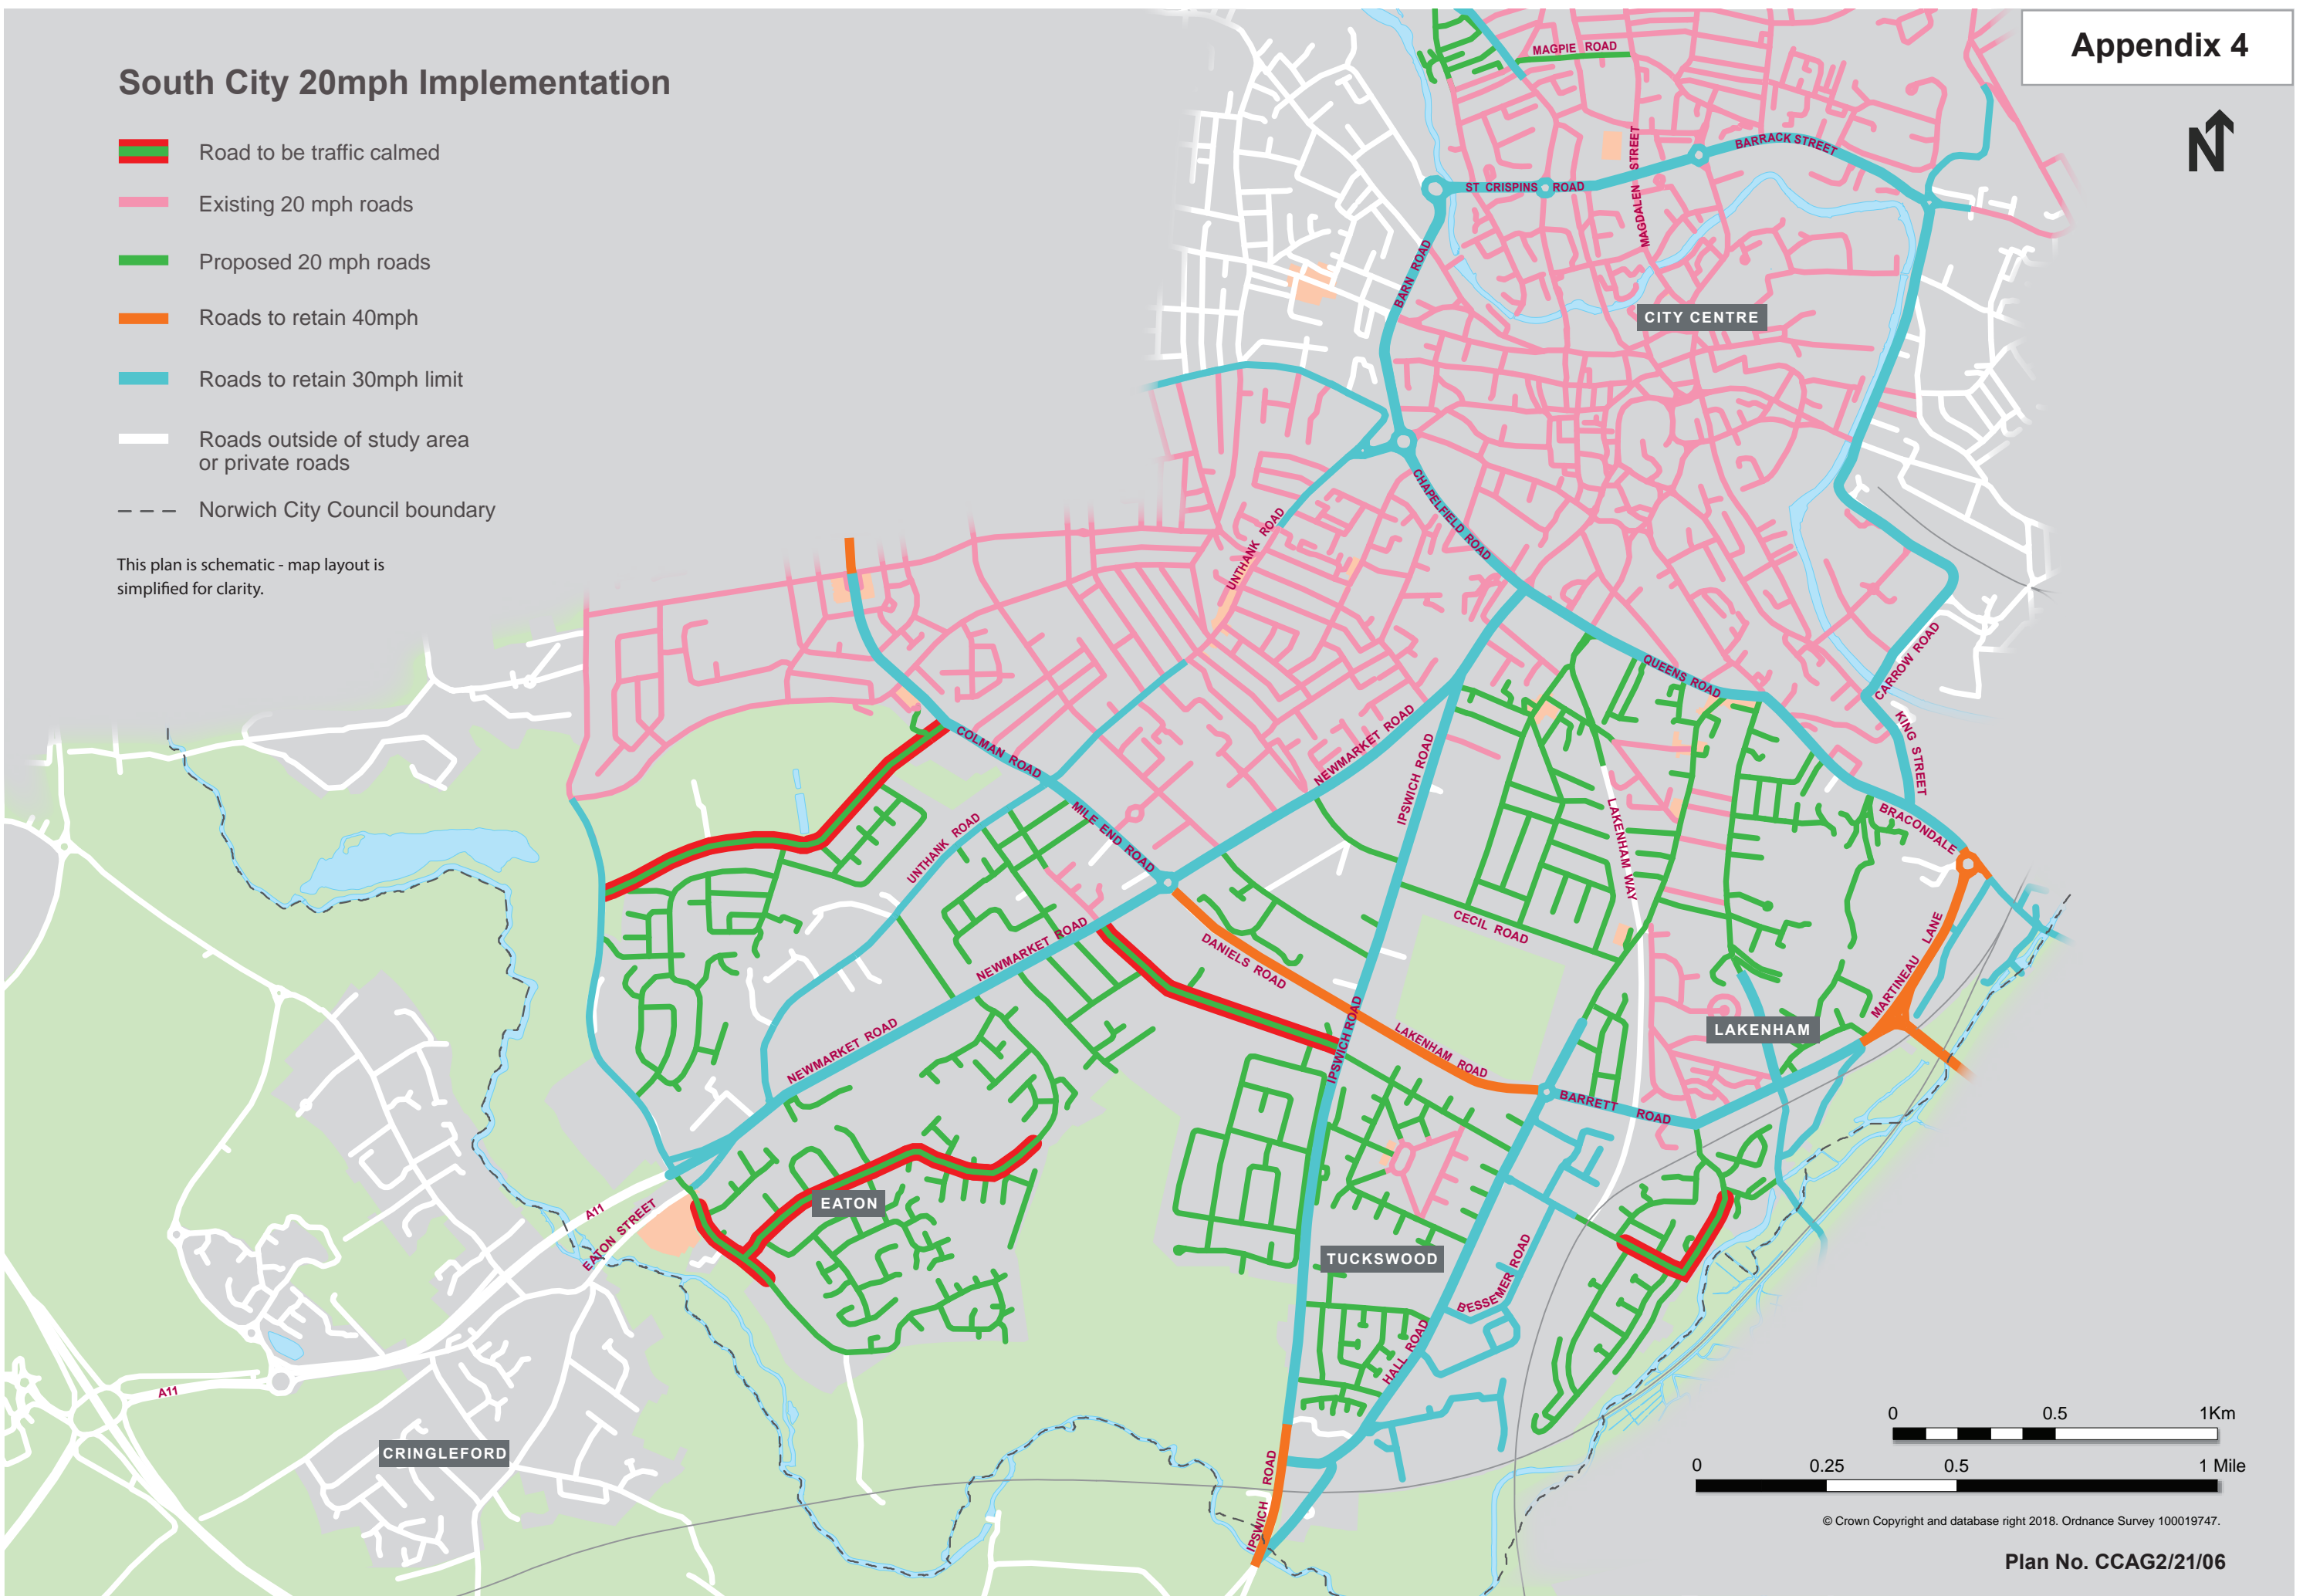 Appendix 4
South City 20mph Implementation
Road to be traffic calmed
Existing 20 mph roads
Proposed 20 mph roads
Roads to retain 40mph
Roads to retain 30mph limit
Roads outside of study area
or private roads
Norwich City Council boundary
This plan is schematic - map layout is
simplified for clarity.
N
MAGPIE ROAD
BARRACK STREET
ST CRISPINS ROAD
MAGDALEN STREET
BARN ROAD
CITY CENTRE
CHAPELFIELD ROAD
UNTHANK ROAD
QUEENS ROAD
CARROW ROAD
KING STREET
NEWMARKET ROAD
IPSWICH ROAD
COLMAN ROAD
MILE END ROAD
UNTHANK ROAD
LAKENHAM WAY
BRACONDALE
CECIL ROAD
DANIELS ROAD
NEWMARKET ROAD
MARTINEAU LANE
LAKENHAM
NEWMARKET ROAD
IPSWICH ROAD
LAKENHAM ROAD
BARRETT ROAD
EATON
A11
EATON STREET
TUCKSWOOD
BESSEMER ROAD
HALL ROAD
A11
CRINGLEFORD
IPSWICH ROAD
0 0.5 1Km
0 0.25 0.5 1 Mile
© Crown Copyright and database right 2018. Ordnance Survey 100019747.
Plan No. CCAG2/21/06